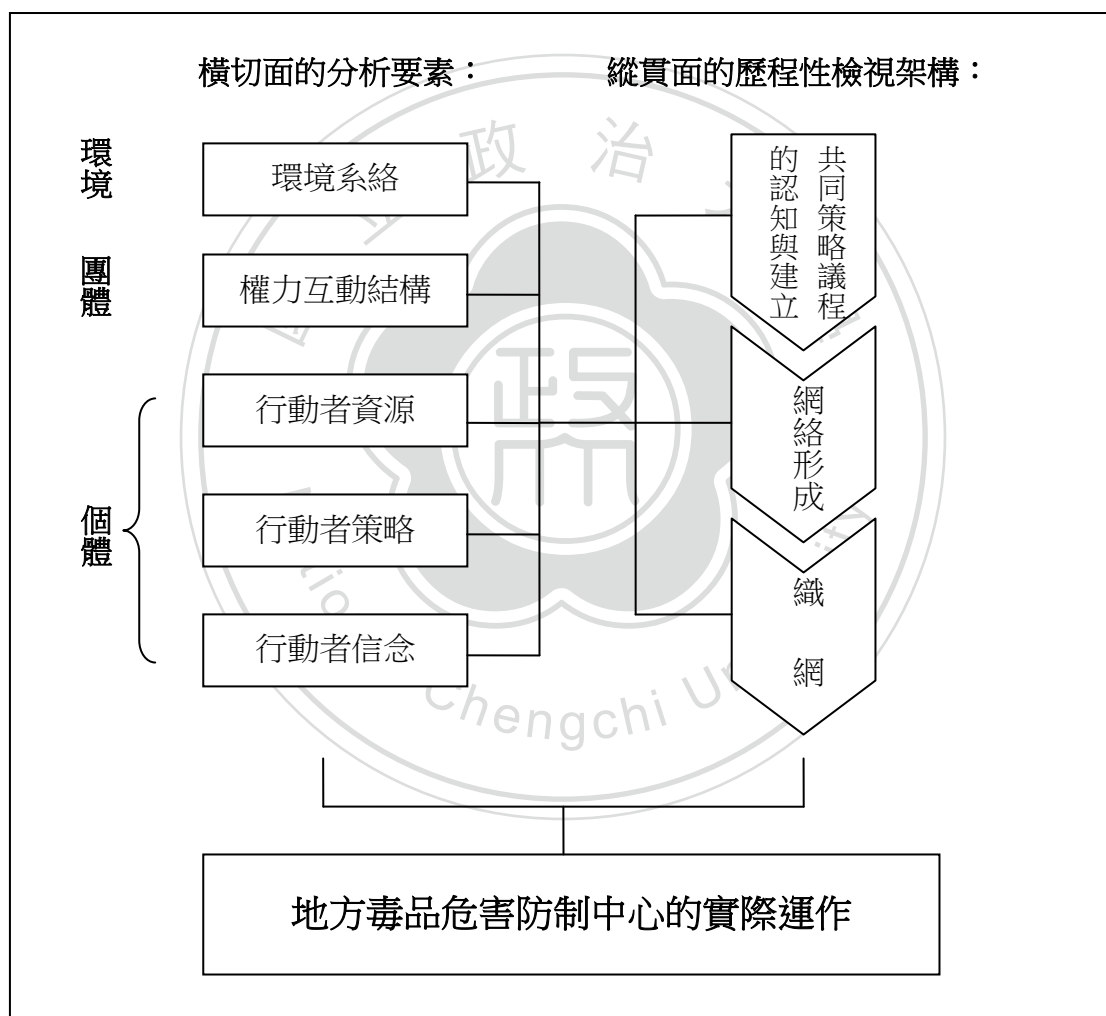 橫切面的分析要素：
縱貫面的歷程性檢視架構：
環境
環境系絡
團體
權力互動結構
個體
行動者資源
行動者策略
行動者信念
共同策略議程
的認知與建立
網絡形成
織網
地方毒品危害防制中心的實際運作
政治
政
Chengchi